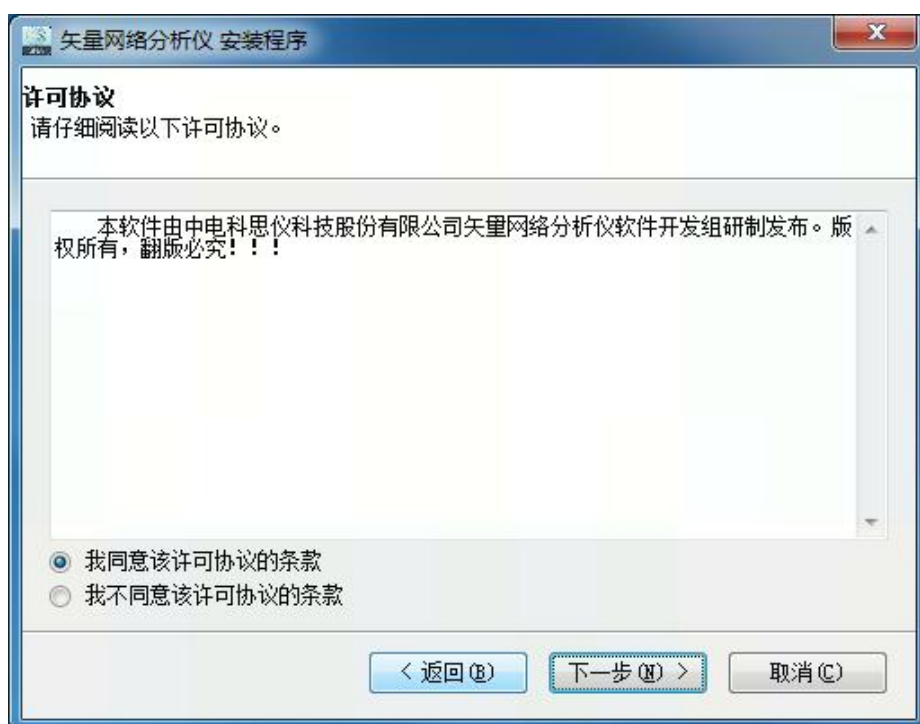 矢量网络分析仪 安装程序
许可协议
请仔细阅读以下许可协议。
本软件由中电科思仪科技股份有限公司矢量网络分析仪软件开发组研制发布。版
权所有，翻版必究！！！
我同意该许可协议的条款
我不同意该许可协议的条款
< 返回(B) 下一步(N) > 取消(C)